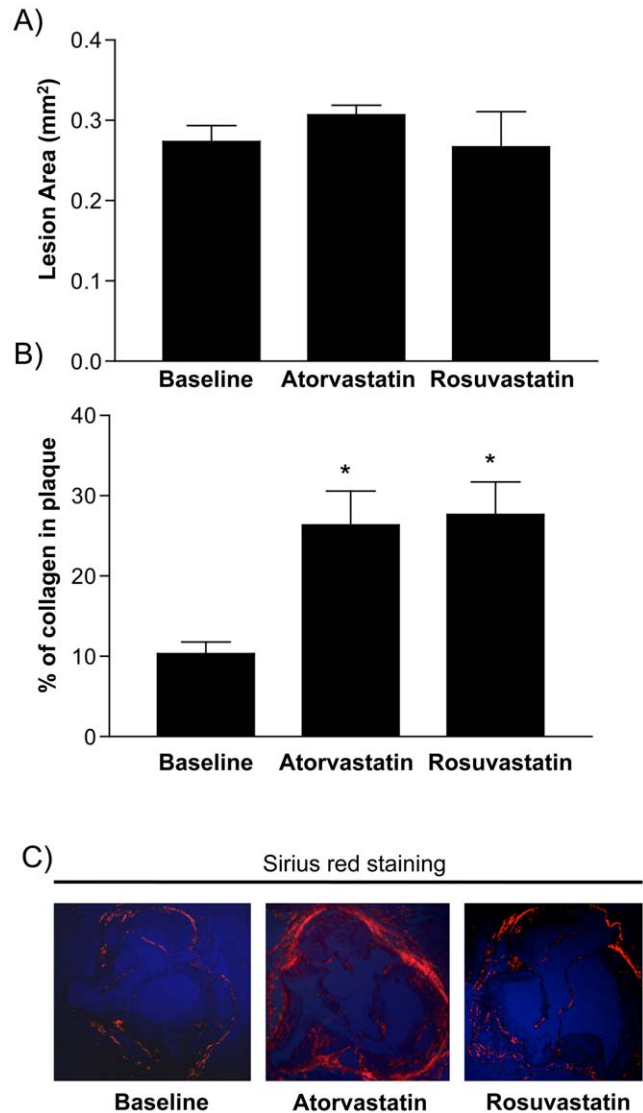 A)
Lesion Area (mm²)
0.4
0.3
0.2
0.1
0.0
Baseline Atorvastatin Rosuvastatin
B)
% of collagen in plaque
40
30
20
10
0
* *
Baseline Atorvastatin Rosuvastatin
C)
Sirius red staining
Baseline Atorvastatin Rosuvastatin